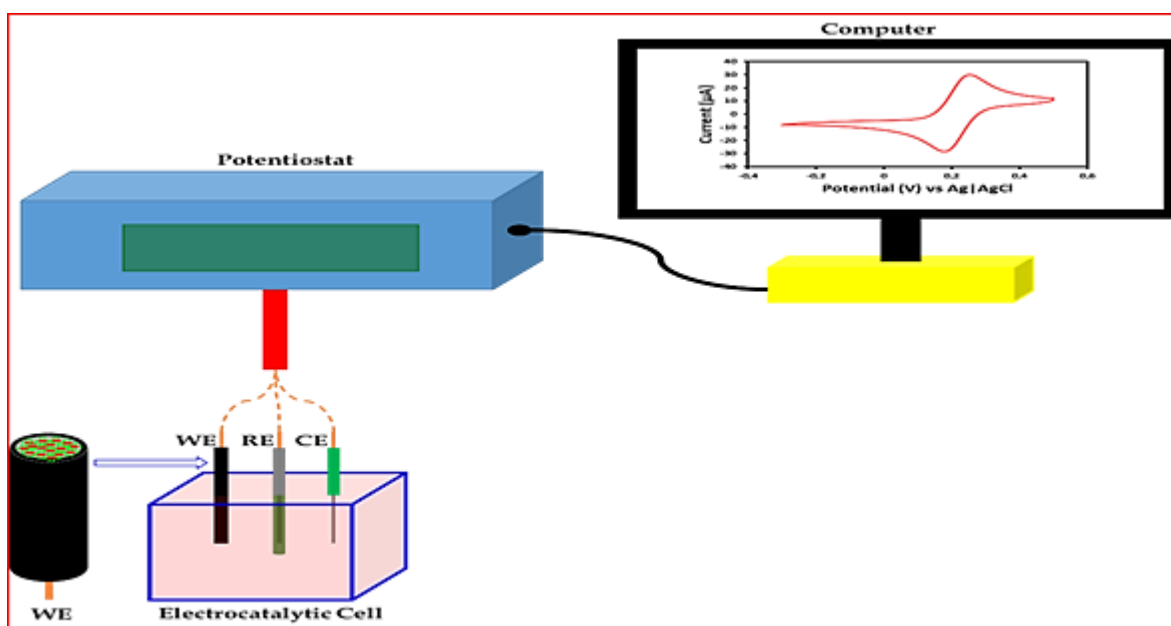 Computer
40
30
20
10
0
-10
-20
-30
-40
-0,4
-0,2
0
0,2
0,4
0,6
Current [µA]
Potential (V) vs Ag|AgCl
Potentiostat
WE RE CE
WE
Electrocatalytic Cell